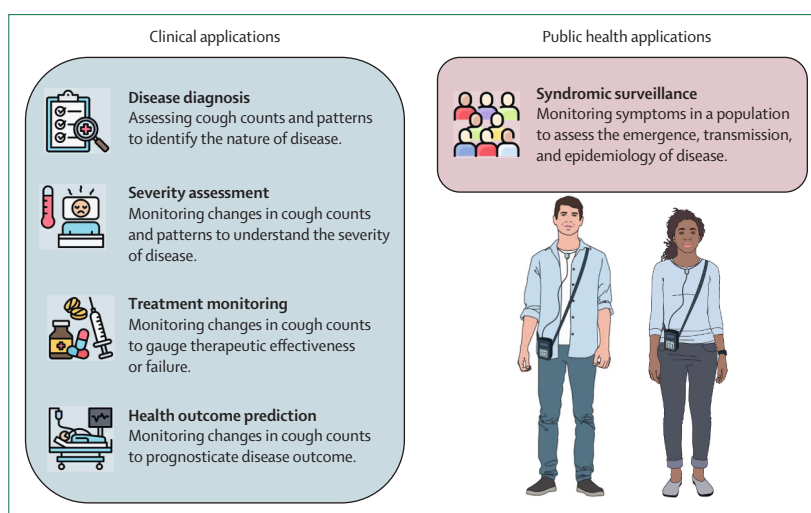 Clinical applications
Disease diagnosis
Assessing cough counts and patterns
to identify the nature of disease.
Severity assessment
Monitoring changes in cough counts
and patterns to understand the severity
of disease.
Treatment monitoring
Monitoring changes in cough counts
to gauge therapeutic effectiveness
or failure.
Health outcome prediction
Monitoring changes in cough counts
to prognosticate disease outcome.
Public health applications
Syndromic surveillance
Monitoring symptoms in a population
to assess the emergence, transmission,
and epidemiology of disease.